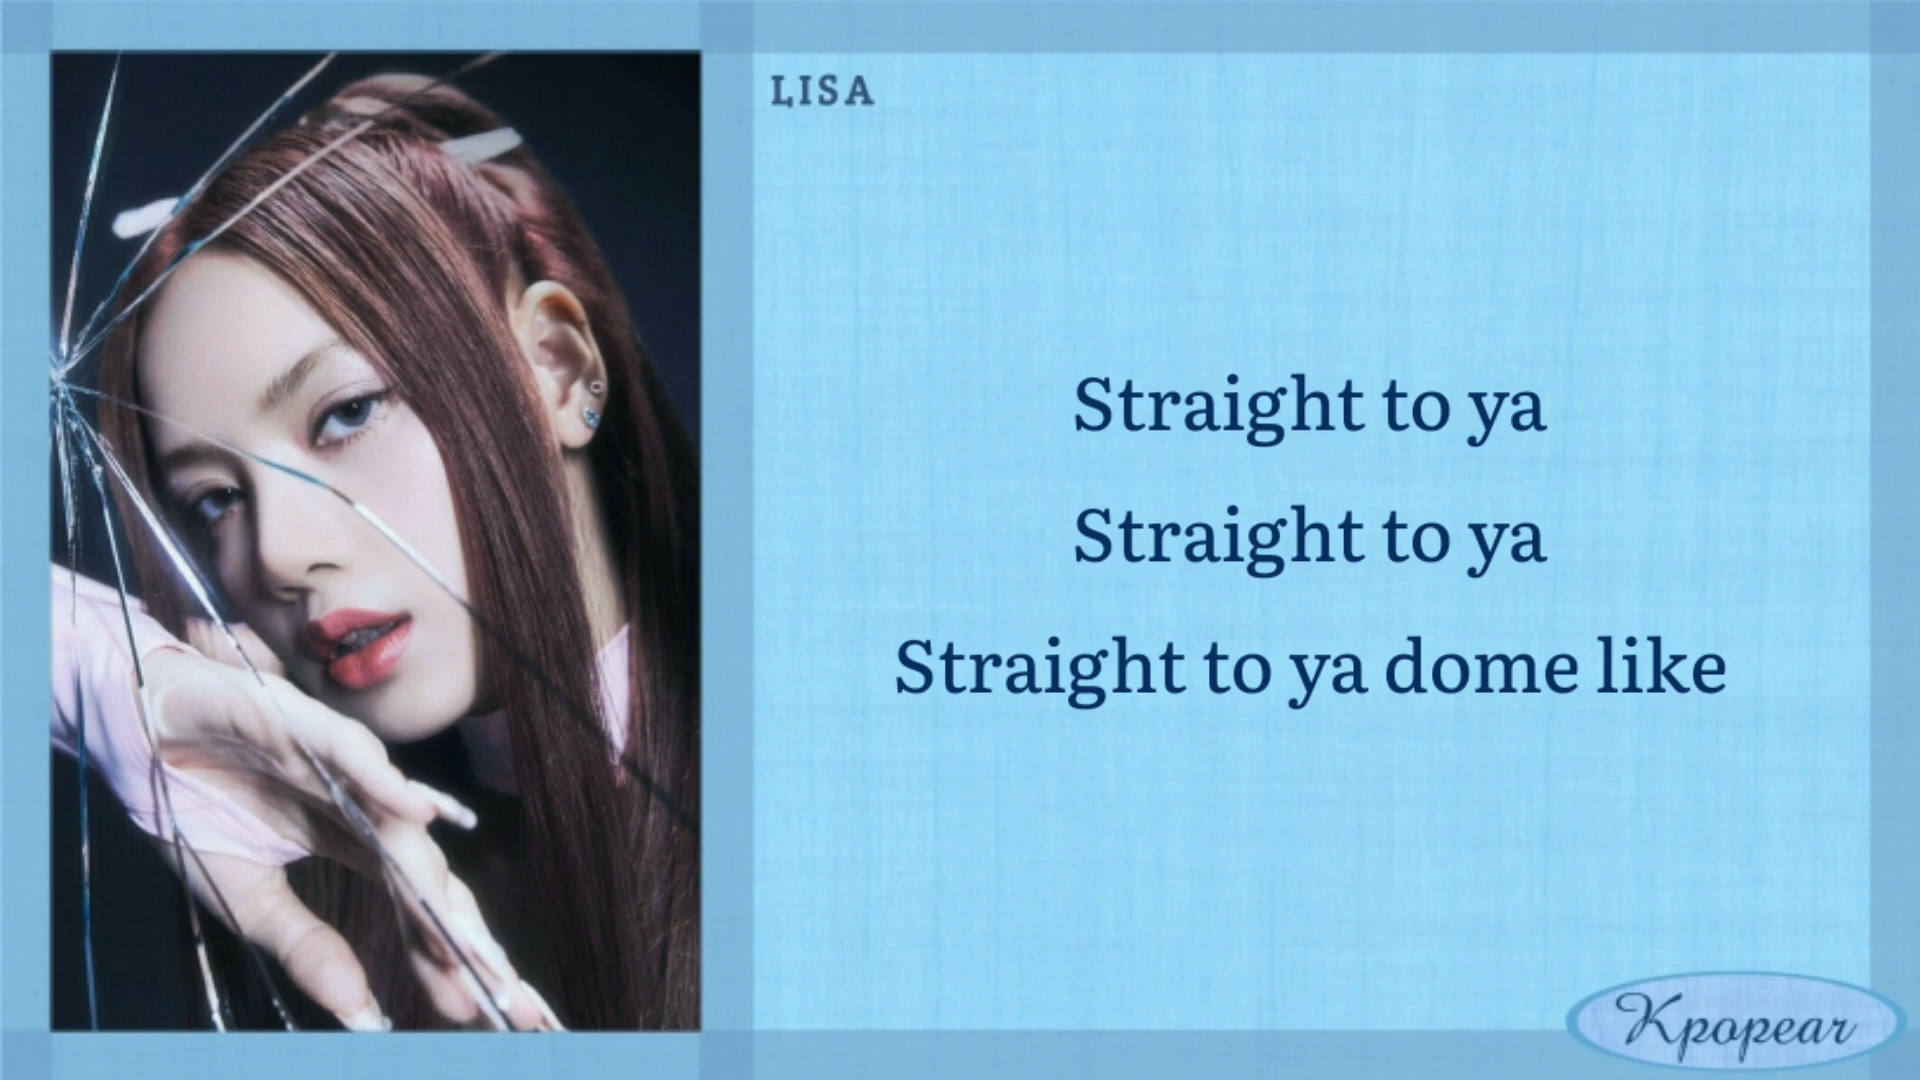 LISA
Straight to ya
Straight to ya
Straight to ya dome like
Kpopear